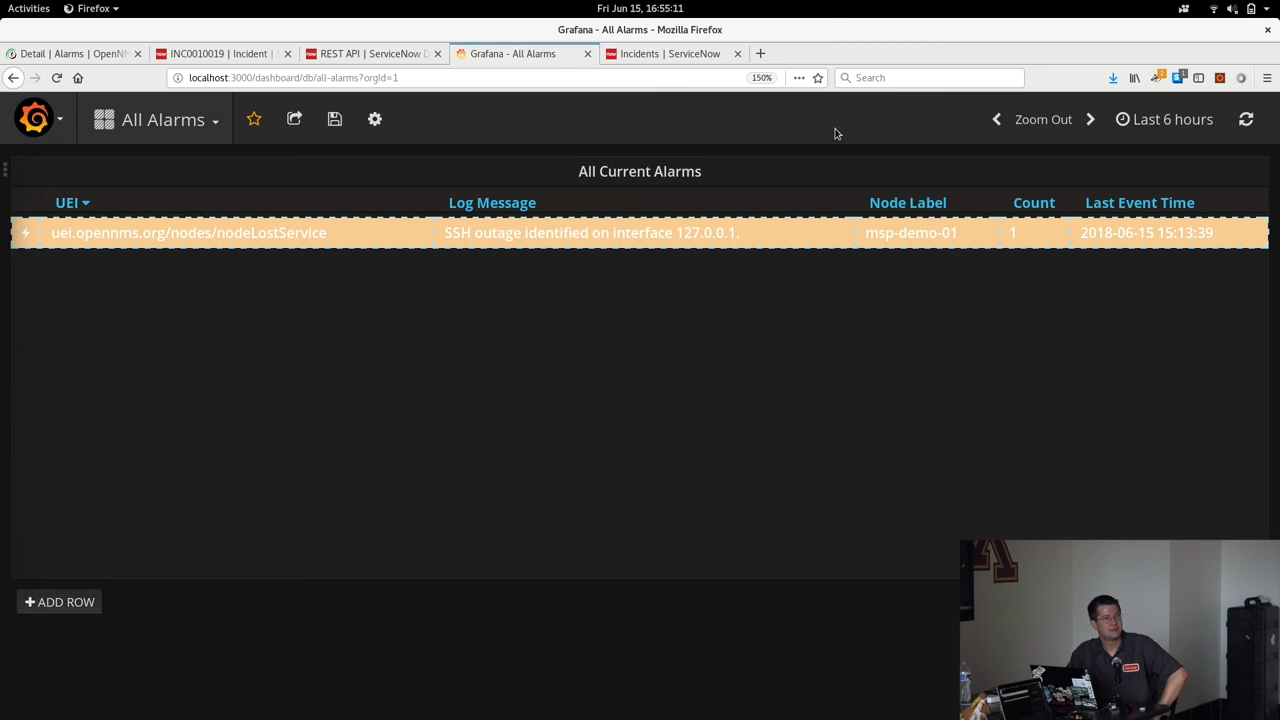 Activities
Firefox
Fri Jun 15, 16:55:11
Grafana - All Alarms - Mozilla Firefox
Detail | Alarms | OpenN
INC0010019 | Incident |
REST API | ServiceNow D
Grafana - All Alarms
Incidents | ServiceNow
localhost:3000/dashboard/db/all-alarms?orgId=1
150%
Search
All Alarms
Zoom Out
Last 6 hours
All Current Alarms
UEI
Log Message
Node Label
Count
Last Event Time
uei.opennms.org/nodes/nodeLostService
SSH outage identified on interface 127.0.0.1.
msp-demo-01
1
2018-06-15 15:13:39
ADD ROW